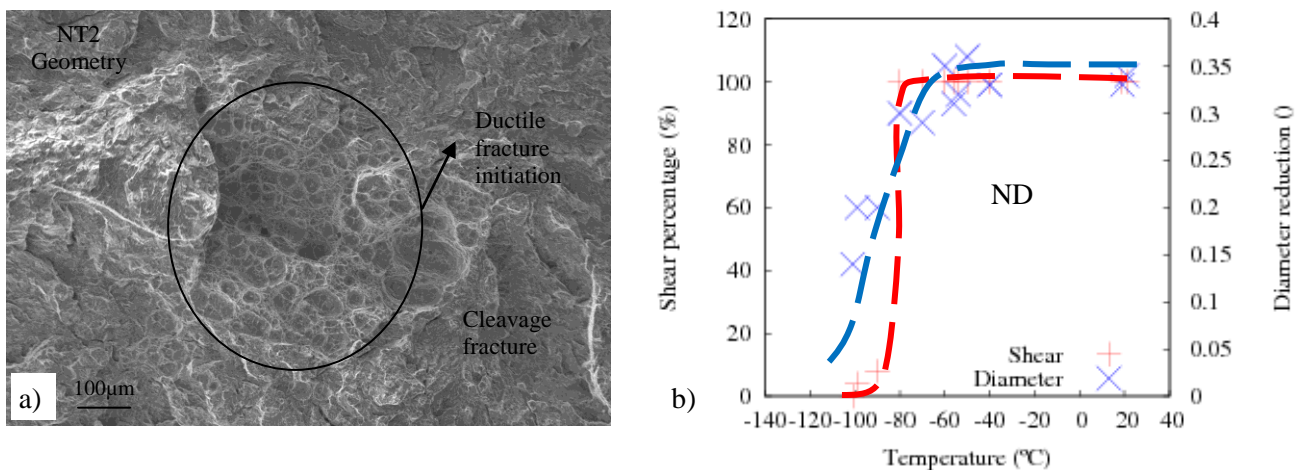 NT2
Geometry
Ductile
fracture
initiation
Cleavage
fracture
100µm
a)
120
100
80
60
40
20
0
Shear percentage (%)
0.4
0.35
0.3
0.25
0.2
0.15
0.1
0.05
0
Diameter reduction ()
ND
Shear
Diameter
-140 -120 -100 -80 -60 -40 -20 0 20 40
Temperature (ºC)
b)